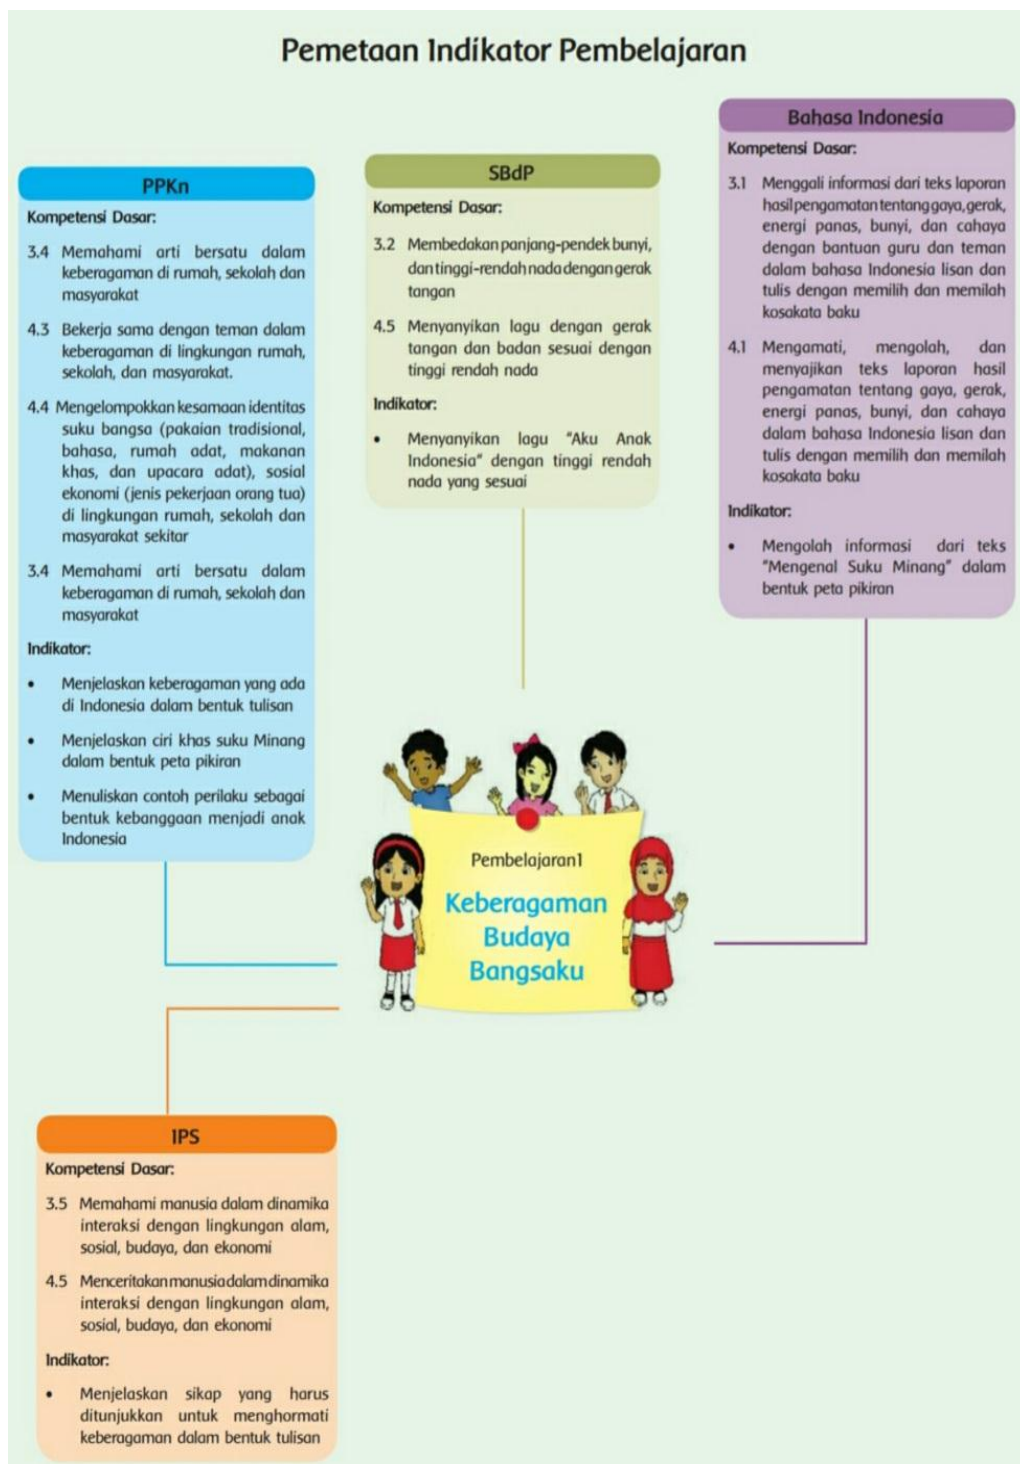 Pemetaan Indikator Pembelajaran
PPKn
Kompetensi Dasar:
3.4 Memahami arti bersatu dalam
keberagaman di rumah, sekolah dan
masyarakat
4.3 Bekerja sama dengan teman dalam
keberagaman di lingkungan rumah,
sekolah, dan masyarakat.
4.4 Mengelompokkan kesamaan identitas
suku bangsa (pakaian tradisional,
bahasa, rumah adat, makanan
khas, dan upacara adat), sosial
ekonomi (jenis pekerjaan orang tua)
di lingkungan rumah, sekolah dan
masyarakat sekitar
3.4 Memahami arti bersatu dalam
keberagaman di rumah, sekolah dan
masyarakat
Indikator:
• Menjelaskan keberagaman yang ada
di Indonesia dalam bentuk tulisan
• Menjelaskan ciri khas suku Minang
dalam bentuk peta pikiran
• Menuliskan contoh perilaku sebagai
bentuk kebanggaan menjadi anak
Indonesia
SBdP
Kompetensi Dasar:
3.2 Membedakan panjang-pendek bunyi,
dan tinggi-rendah nada dengan gerak
tangan
4.5 Menyanyikan lagu dengan gerak
tangan dan badan sesuai dengan
tinggi rendah nada
Indikator:
• Menyanyikan lagu "Aku Anak
Indonesia" dengan tinggi rendah
nada yang sesuai
Bahasa Indonesia
Kompetensi Dasar:
3.1 Menggali informasi dari teks laporan
hasil pengamatan tentang gaya, gerak,
energi panas, bunyi, dan cahaya
dengan bantuan guru dan teman
dalam bahasa Indonesia lisan dan
tulis dengan memilih dan memilah
kosakata baku
4.1 Mengamati, mengolah, dan
menyajikan teks laporan hasil
pengamatan tentang gaya, gerak,
energi panas, bunyi, dan cahaya
dalam bahasa Indonesia lisan dan
tulis dengan memilih dan memilah
kosakata baku
Indikator:
• Mengolah informasi dari teks
"Mengenal Suku Minang" dalam
bentuk peta pikiran
Pembelajaran1
Keberagaman
Budaya
Bangsaku
IPS
Kompetensi Dasar:
3.5 Memahami manusia dalam dinamika
interaksi dengan lingkungan alam,
sosial, budaya, dan ekonomi
4.5 Menceritakan manusia dalam dinamika
interaksi dengan lingkungan alam,
sosial, budaya, dan ekonomi
Indikator:
• Menjelaskan sikap yang harus
ditunjukkan untuk menghormati
keberagaman dalam bentuk tulisan